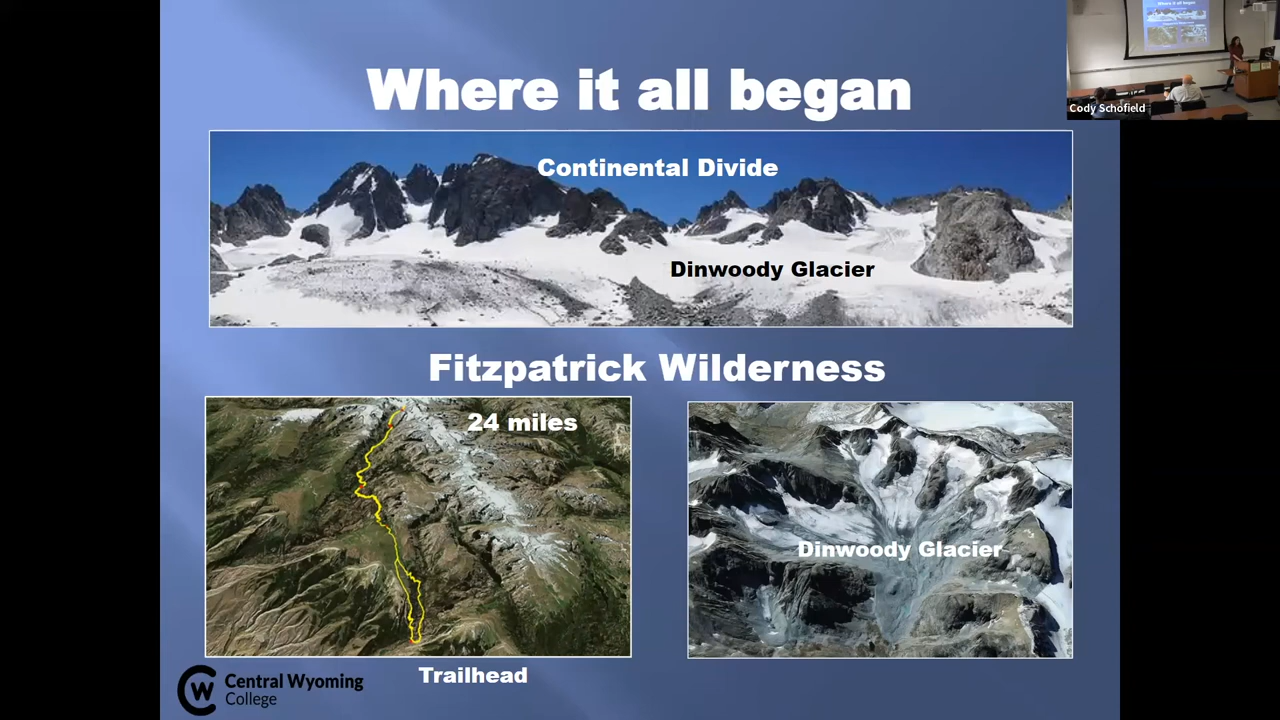 Where it all began
Cody Schofield
Continental Divide
Dinwoody Glacier
Fitzpatrick Wilderness
24 miles
Dinwoody Glacier
Trailhead
CW
Central Wyoming
College